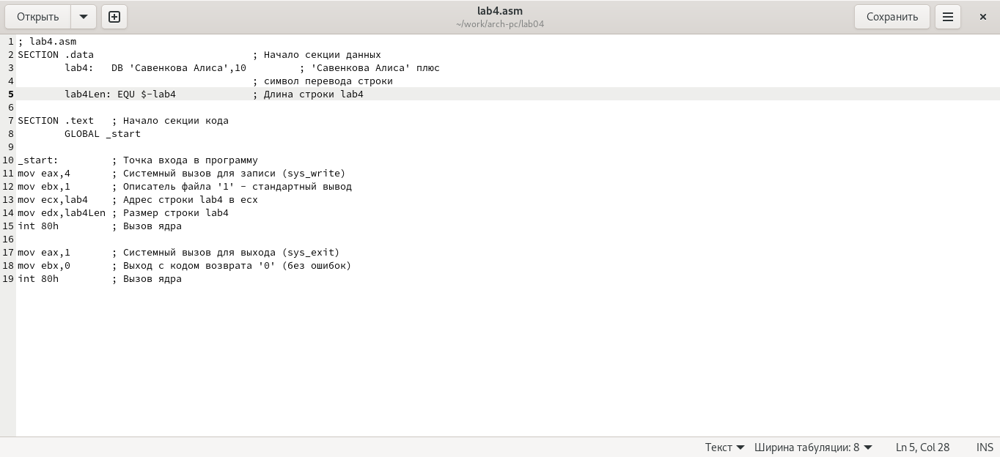 Открыть
lab4.asm
~/work/arch-pc/lab04
Сохранить
1 ; lab4.asm
2 SECTION .data                           ; Начало секции данных
3         lab4:   DB 'Савенкова Алиса',10         ; 'Савенкова Алиса' плюс
4                                         ; символ перевода строки
5         lab4Len: EQU $-lab4             ; Длина строки lab4
6
7 SECTION .text   ; Начало секции кода
8         GLOBAL _start
9
10 _start:         ; Точка входа в программу
11 mov eax,4       ; Системный вызов для записи (sys_write)
12 mov ebx,1       ; Описатель файла '1' - стандартный вывод
13 mov ecx,lab4    ; Адрес строки lab4 в ecx
14 mov edx,lab4Len ; Размер строки lab4
15 int 80h         ; Вызов ядра
16
17 mov eax,1       ; Системный вызов для выхода (sys_exit)
18 mov ebx,0       ; Выход с кодом возврата '0' (без ошибок)
19 int 80h         ; Вызов ядра
Текст Ширина табуляции: 8 Ln 5, Col 28 INS